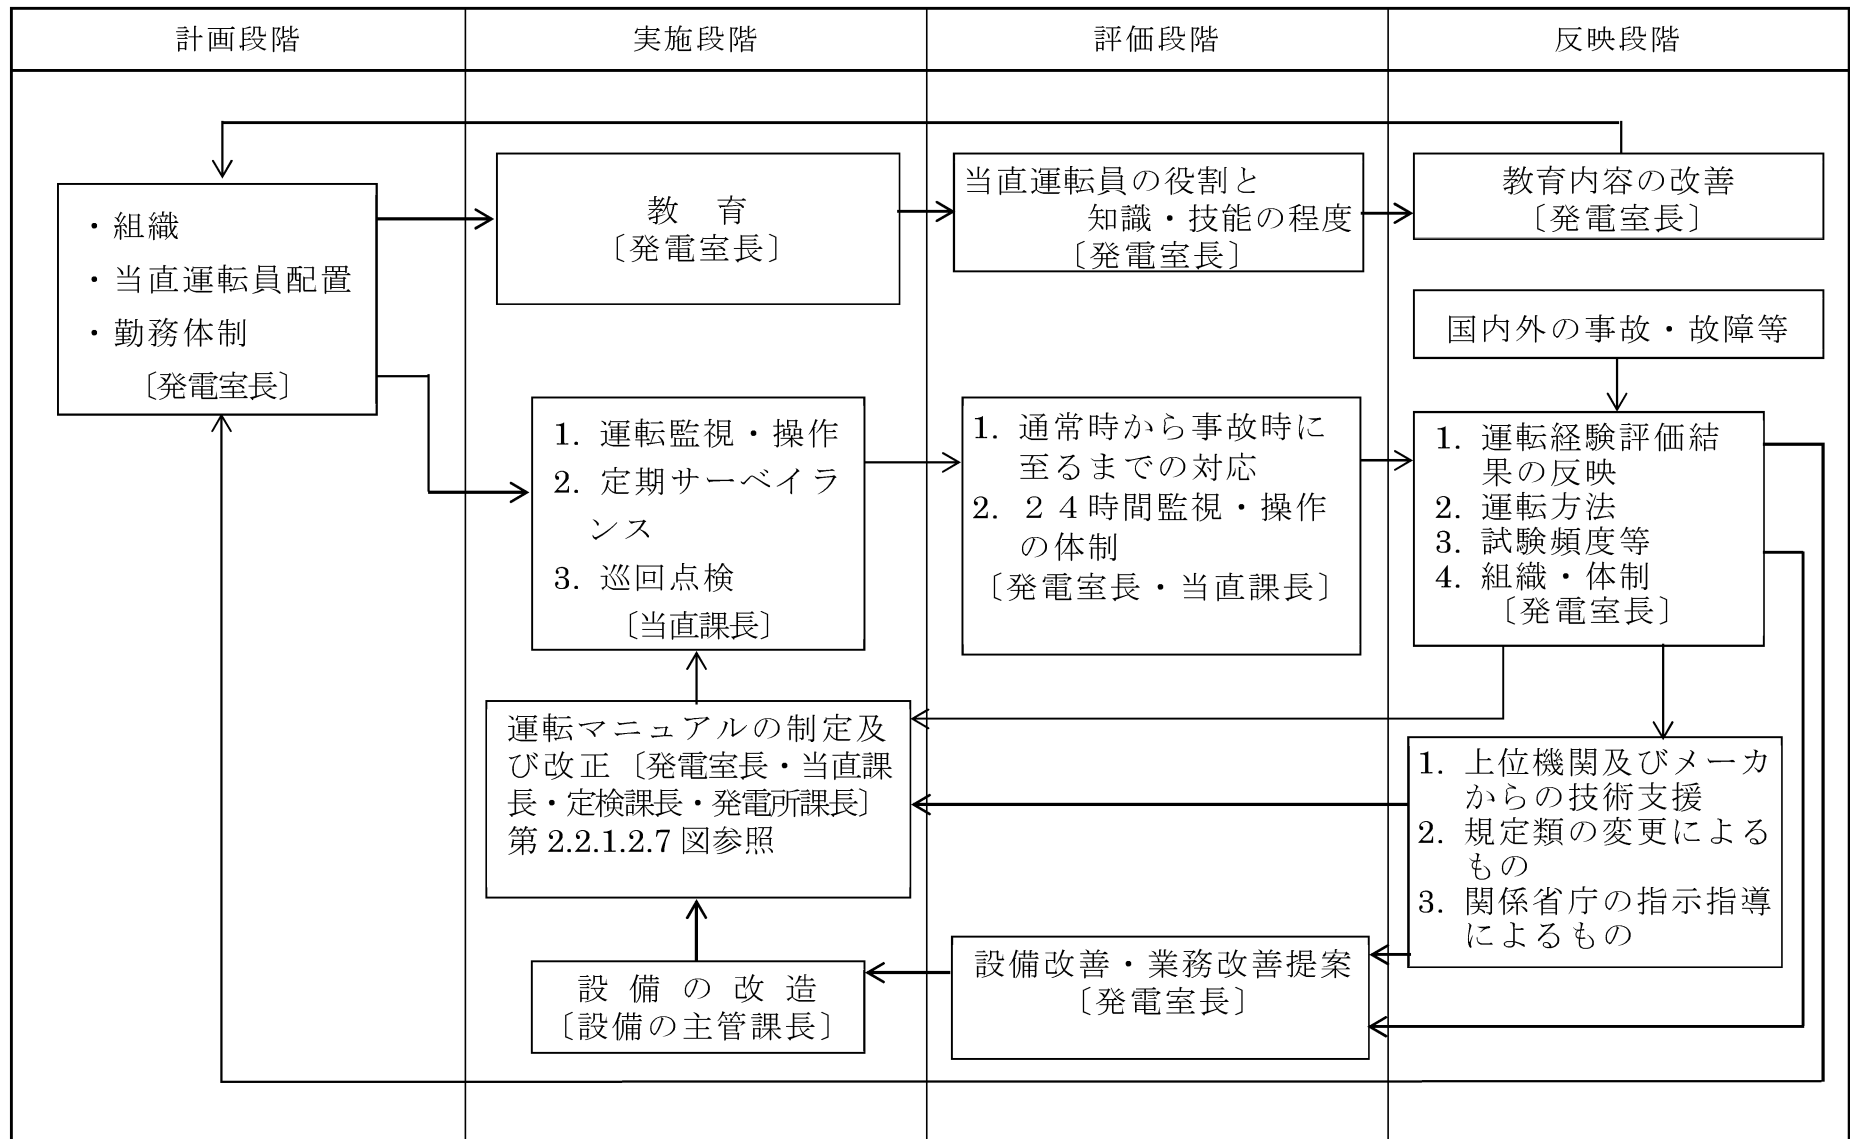 計画段階
実施段階
評価段階
反映段階
・組織
・当直運転員配置
・勤務体制
〔発電室長〕
教　育
〔発電室長〕
当直運転員の役割と
知識・技能の程度
〔発電室長〕
教育内容の改善
〔発電室長〕
国内外の事故・故障等
1. 運転監視・操作
2. 定期サーベイラ
ンス
3. 巡回点検
〔当直課長〕
1. 通常時から事故時に
至るまでの対応
2. ２４時間監視・操作
の体制
〔発電室長・当直課長〕
1. 運転経験評価結
果の反映
2. 運転方法
3. 試験頻度等
4. 組織・体制
〔発電室長〕
運転マニュアルの制定及
び改正〔発電室長・当直課
長・定検課長・発電所課長〕
第 2.2.1.2.7 図参照
1. 上位機関及びメーカ
からの技術支援
2. 規定類の変更による
もの
3. 関係省庁の指示指導
によるもの
設備の改造
〔設備の主管課長〕
設備改善・業務改善提案
〔発電室長〕